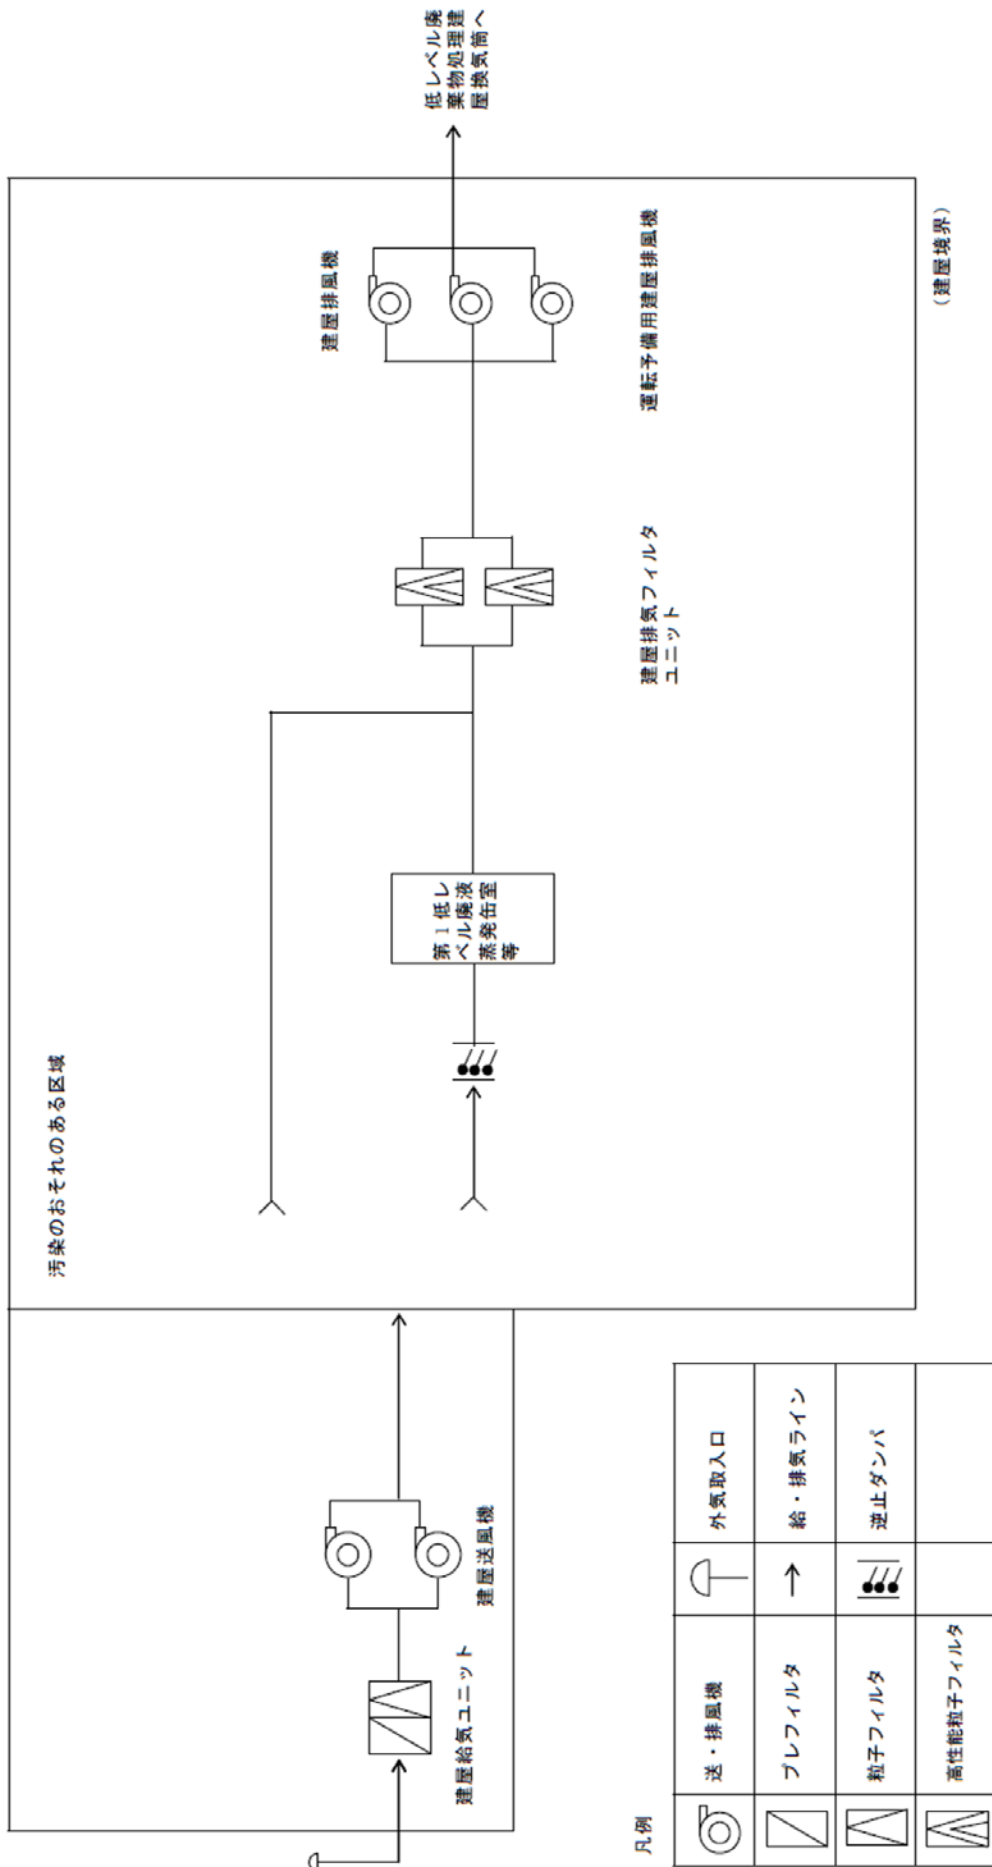 低レベル廃
棄物処理建
屋換気筒へ
建屋排風機
運転予備用建屋排風機
(建屋境界)
建屋排気フィルタ
ユニット
第1低レ
ベル廃液
蒸発缶室
等
汚染のおそれのある区域
建屋送風機
建屋給気ユニット
凡例
送・排風機
外気取入口
プレフィルタ
給・排気ライン
粒子フィルタ
逆止ダンパ
高性能粒子フィルタ